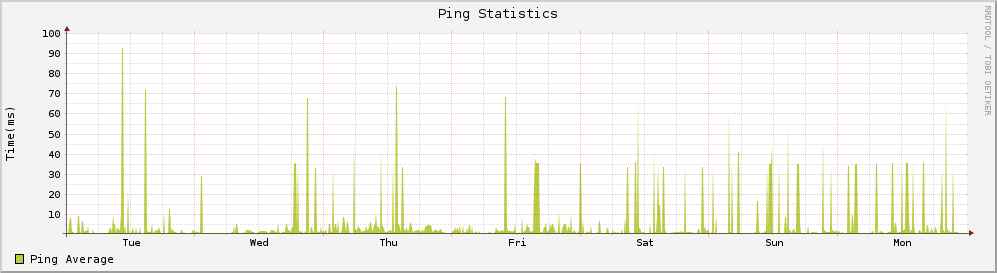 Ping Statistics
RRDTOOL / TOBI OETIKER
Time(ms)
100
90
80
70
60
50
40
30
20
10
Tue Wed Thu Fri Sat Sun Mon
Ping Average